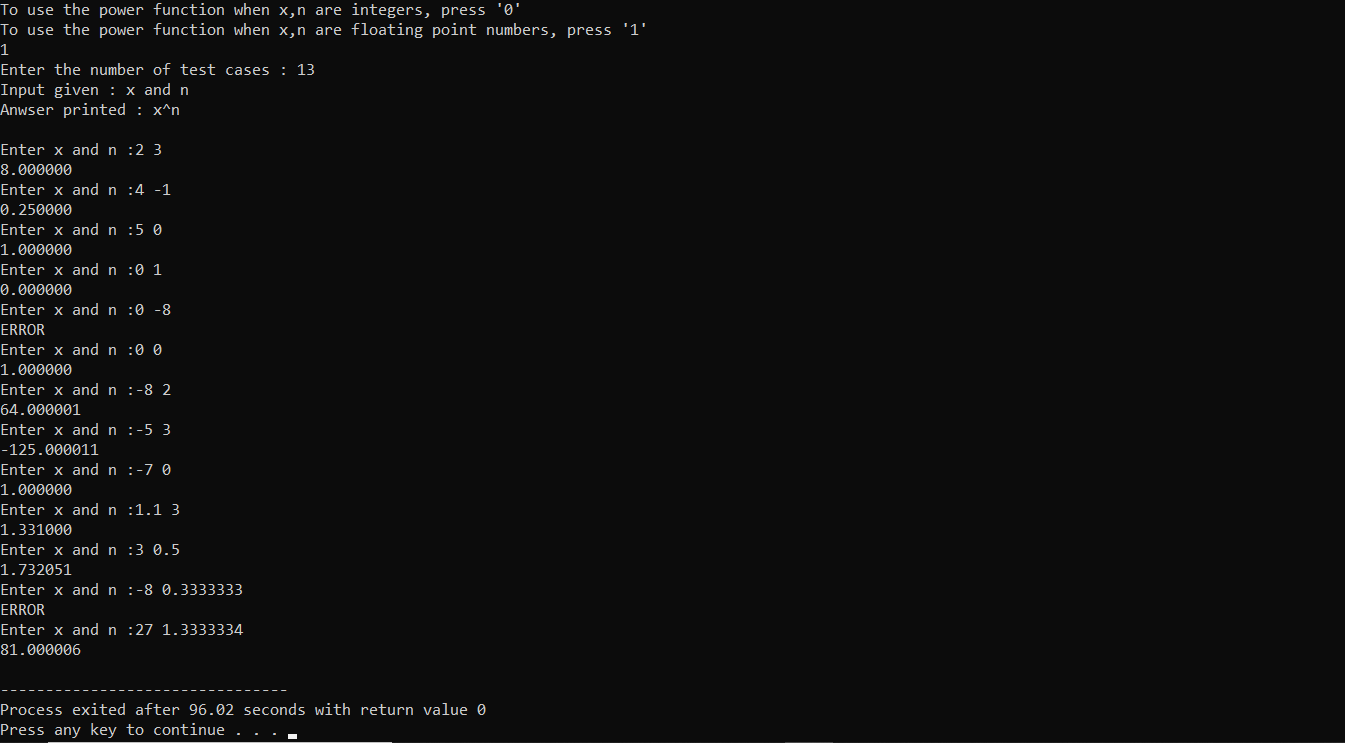 To use the power function when x,n are integers, press '0'
To use the power function when x,n are floating point numbers, press '1'
1
Enter the number of test cases : 13
Input given : x and n
Anwser printed : x^n
Enter x and n :2 3
8.000000
Enter x and n :4 -1
0.250000
Enter x and n :5 0
1.000000
Enter x and n :0 1
0.000000
Enter x and n :0 -8
ERROR
Enter x and n :0 0
1.000000
Enter x and n :-8 2
64.000001
Enter x and n :-5 3
-125.000011
Enter x and n :-7 0
1.000000
Enter x and n :1.1 3
1.331000
Enter x and n :3 0.5
1.732051
Enter x and n :-8 0.3333333
ERROR
Enter x and n :27 1.3333334
81.000006
--------------------------------
Process exited after 96.02 seconds with return value 0
Press any key to continue . . .